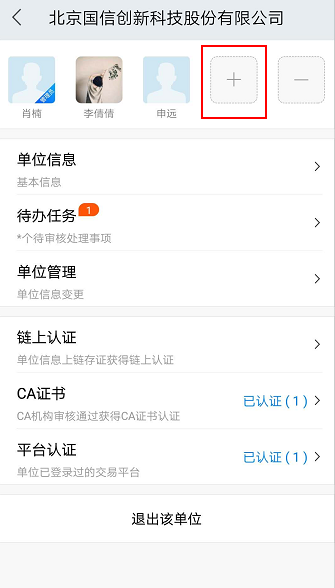 北京国信创新科技股份有限公司
管理员
肖楠
李倩倩
申远
单位信息
基本信息
待办任务 1
*个待审核处理事项
单位管理
单位信息变更
链上认证
单位信息上链存证获得链上认证
CA证书
已认证 ( 1 )
CA机构审核通过获得CA证书认证
平台认证
已认证 ( 1 )
单位已登录过的交易平台
退出该单位